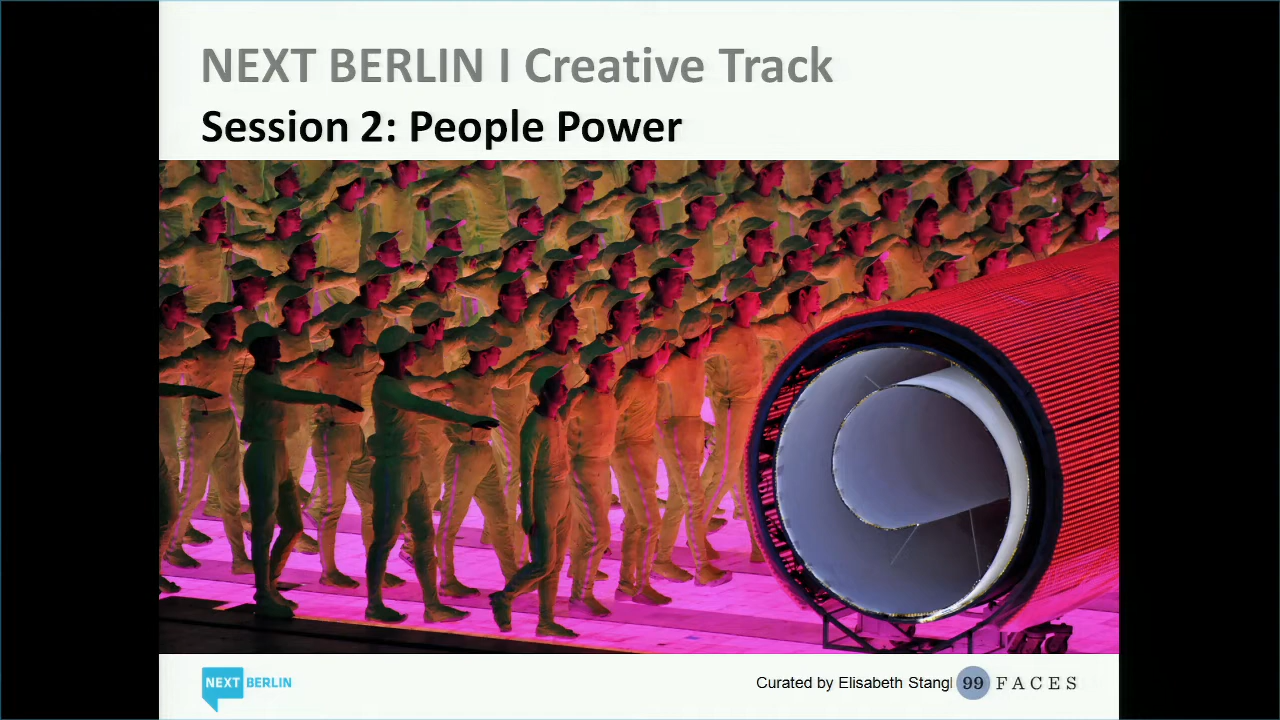 NEXT BERLIN I Creative Track
Session 2: People Power
NEXT BERLIN
Curated by Elisabeth Stangl 99 FACES